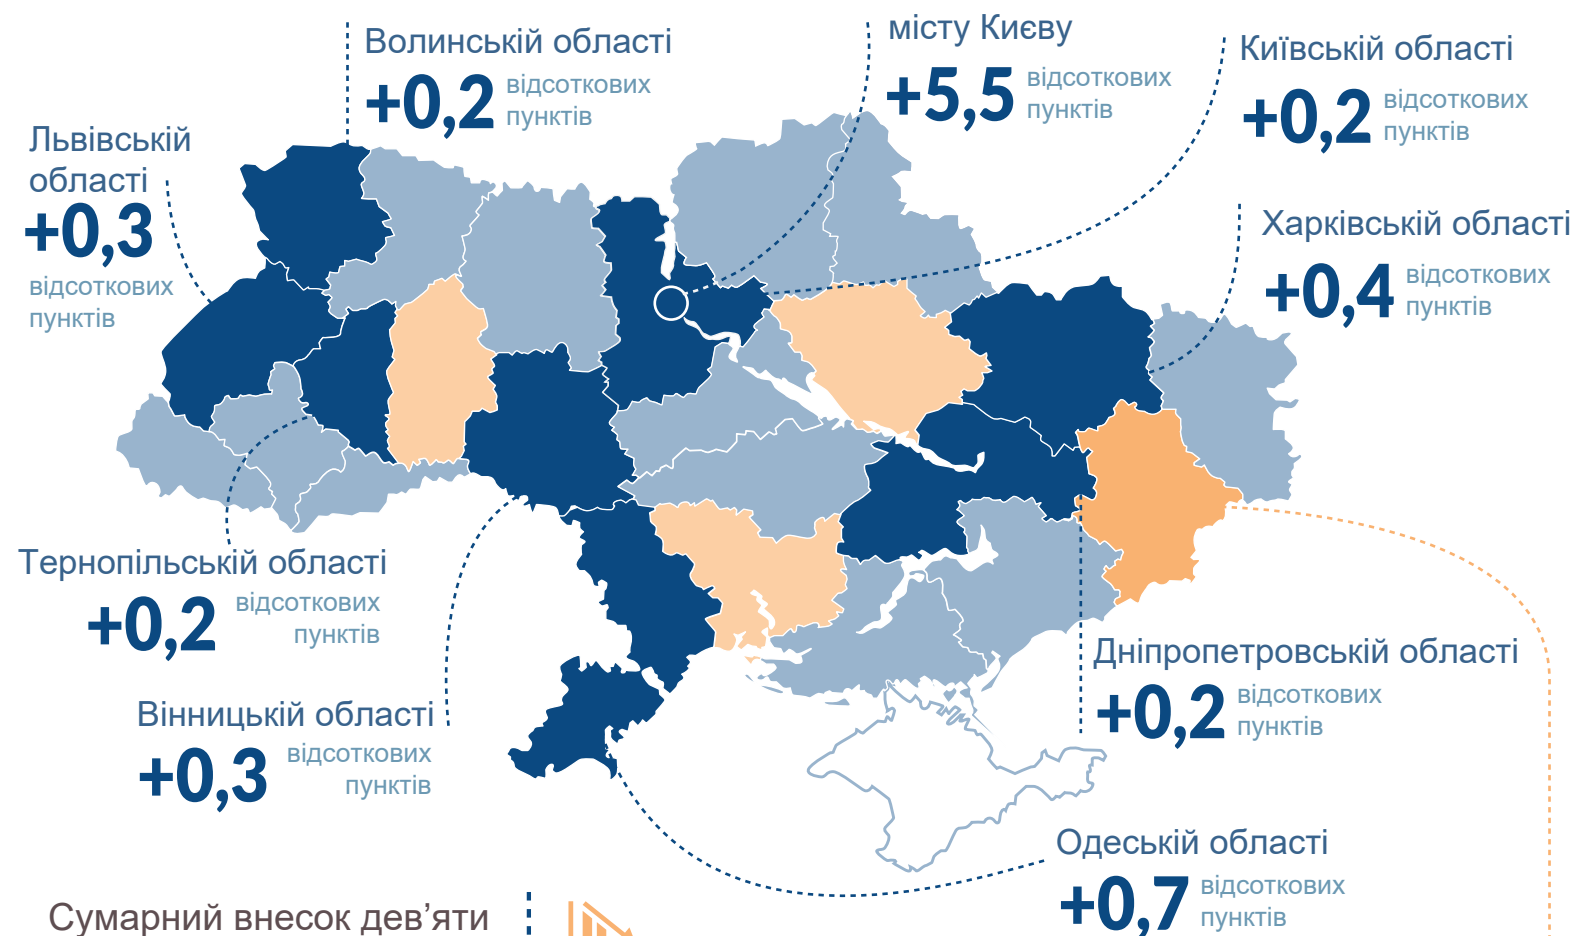 Волинській області
+0,2 відсоткових
пунктів
місту Києву
+5,5 відсоткових
пунктів
Київській області
+0,2 відсоткових
пунктів
Львівській
області
+0,3
відсоткових
пунктів
Харківській області
+0,4 відсоткових
пунктів
Тернопільській області
+0,2 відсоткових
пунктів
Вінницькій області
+0,3 відсоткових
пунктів
Дніпропетровській області
+0,2 відсоткових
пунктів
Одеській області
+0,7 відсоткових
пунктів
Сумарний внесок дев’яти